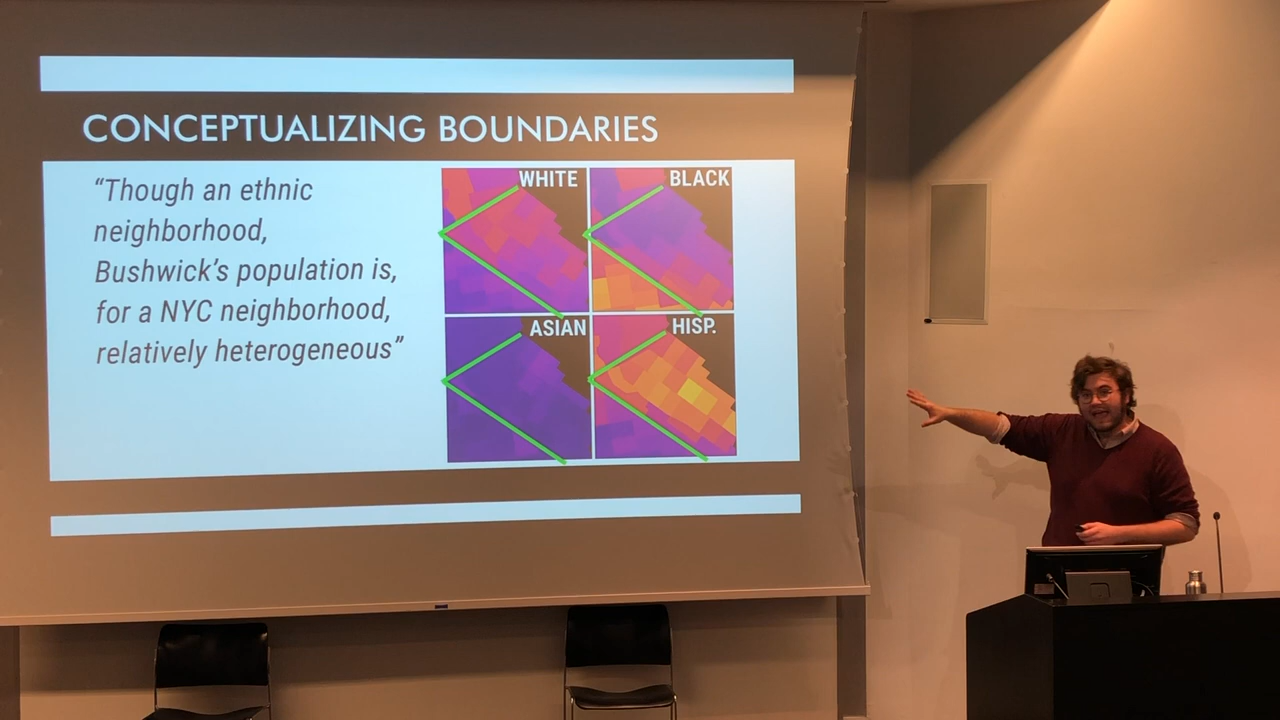 CONCEPTUALIZING BOUNDARIES
“Though an ethnic
neighborhood,
Bushwick’s population is,
for a NYC neighborhood,
relatively heterogeneous”
WHITE
BLACK
ASIAN
HISP.